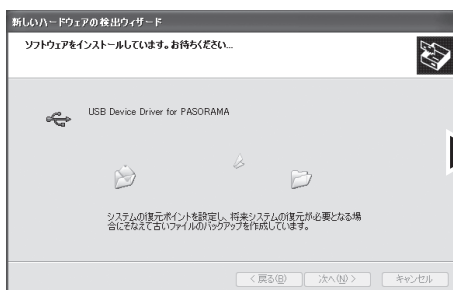 新しいハードウェアの検出ウィザード
ソフトウェアをインストールしています。お待ちください...
USB Device Driver for PASORAMA
システムの復元ポイントを設定し、将来システムの復元が必要となる場
合にそなえて古いファイルのバックアップを作成しています。
< 戻る(B) 次へ(N) > キャンセル